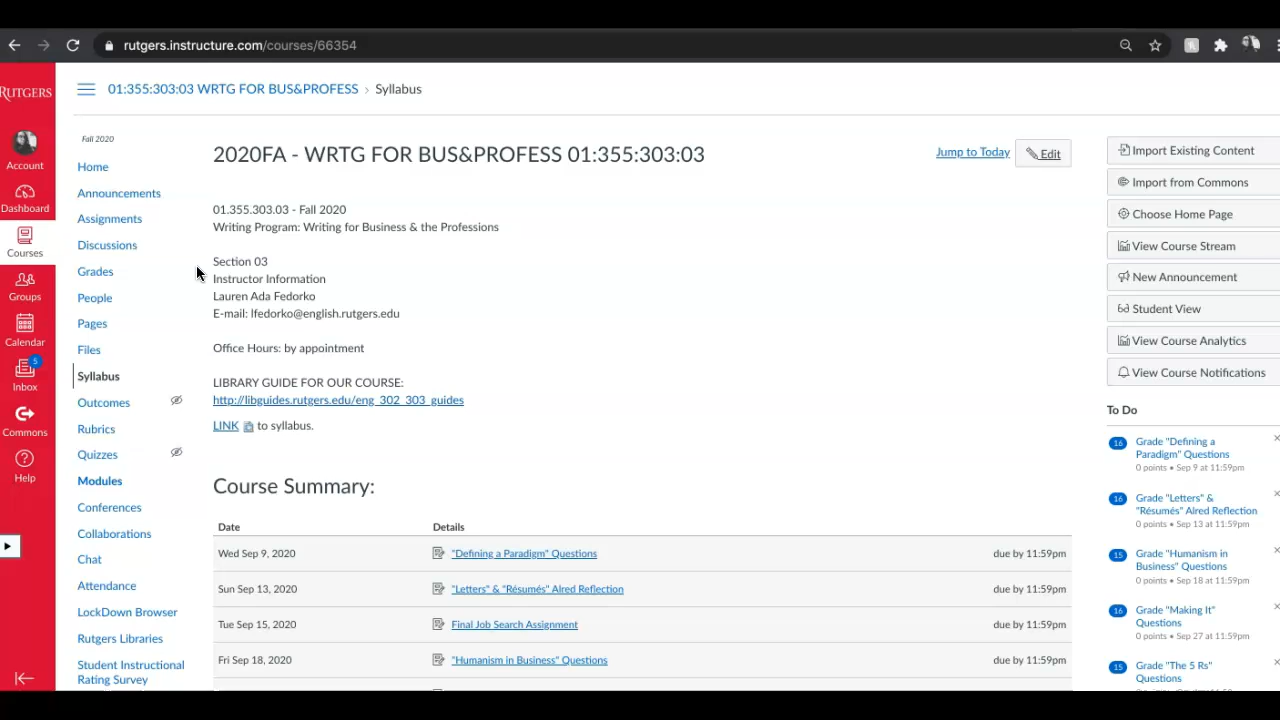 rutgers.instructure.com/courses/66354
RUTGERS
Account
Dashboard
Courses
Groups
Calendar
5
Inbox
Commons
Help
01:355:303:03 WRTG FOR BUS&PROFESS › Syllabus
Fall 2020
Home
Announcements
Assignments
Discussions
Grades
People
Pages
Files
Syllabus
Outcomes
Rubrics
Quizzes
Modules
Conferences
Collaborations
Chat
Attendance
LockDown Browser
Rutgers Libraries
Student Instructional
Rating Survey
2020FA - WRTG FOR BUS&PROFESS 01:355:303:03
Jump to Today
Edit
01.355.303.03 - Fall 2020
Writing Program: Writing for Business & the Professions
Section 03
Instructor Information
Lauren Ada Fedorko
E-mail: lfedorko@english.rutgers.edu
Office Hours: by appointment
LIBRARY GUIDE FOR OUR COURSE:
http://libguides.rutgers.edu/eng_302_303_guides
LINK to syllabus.
Course Summary:
Date Details
Wed Sep 9, 2020 "Defining a Paradigm" Questions due by 11:59pm
Sun Sep 13, 2020 "Letters" & "Résumés" Alred Reflection due by 11:59pm
Tue Sep 15, 2020 Final Job Search Assignment due by 11:59pm
Fri Sep 18, 2020 "Humanism in Business" Questions due by 11:59pm
Import Existing Content
Import from Commons
Choose Home Page
View Course Stream
New Announcement
Student View
View Course Analytics
View Course Notifications
To Do
16 Grade "Defining a
Paradigm" Questions
0 points • Sep 9 at 11:59pm
16 Grade "Letters" &
"Résumés" Alred Reflection
0 points • Sep 13 at 11:59pm
15 Grade "Humanism in
Business" Questions
0 points • Sep 18 at 11:59pm
16 Grade "Making It"
Questions
0 points • Sep 27 at 11:59pm
15 Grade "The 5 Rs"
Questions